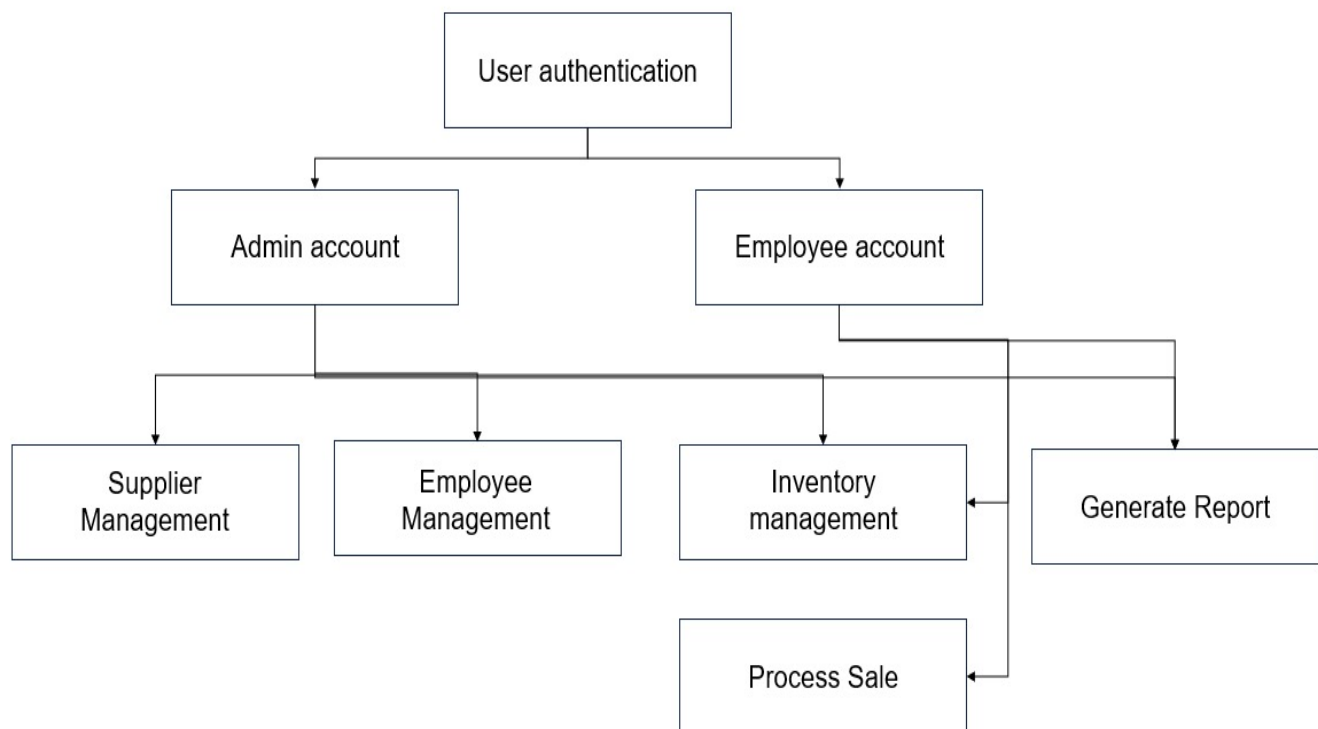 User authentication
Admin account
Employee account
Supplier
Management
Employee
Management
Inventory
management
Generate Report
Process Sale